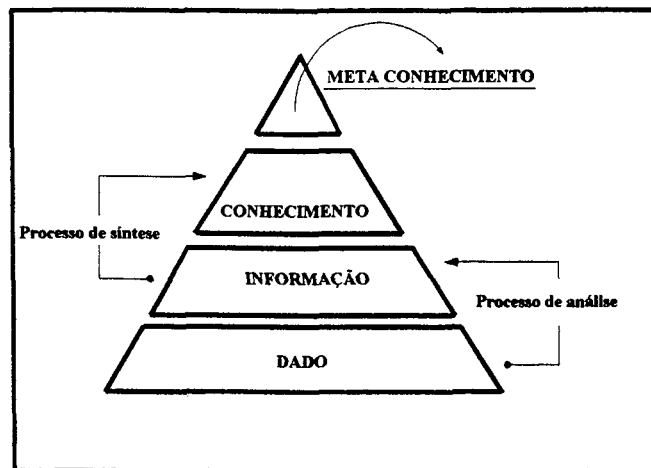 META CONHECIMENTO
CONHECIMENTO
Processo de síntese
INFORMAÇÃO
Processo de análise
DADO